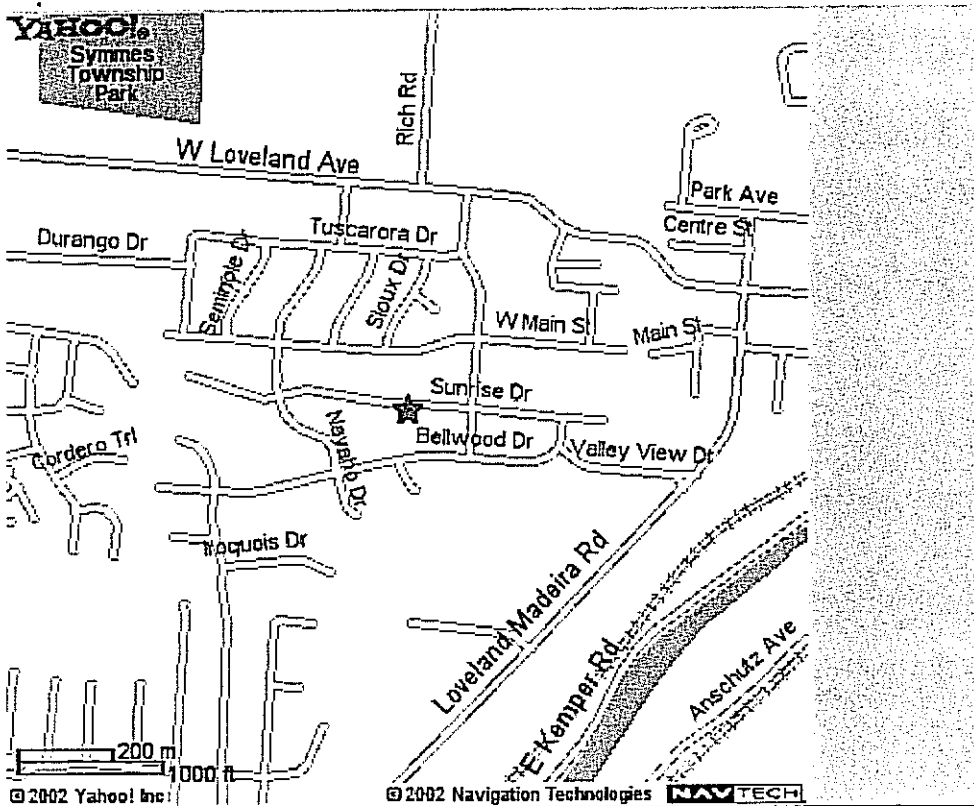 YAHOO!®
Symmes
Township
Park
Rich Rd
W Loveland Ave
Park Ave
Centre St
Tuscarora Dr
Durango Dr
Seminole Dr
Sioux Dr
W Main S
Main St
Sunrise Dr
Bellwood Dr
Valley View Dr
Navaho Dr
Cordero Trl
Iroquois Dr
Loveland Madeira Rd
E Kemper Rd
Anschutz Ave
200 m
1000 ft
© 2002 Yahoo! Inc
© 2002 Navigation Technologies NAVTECH